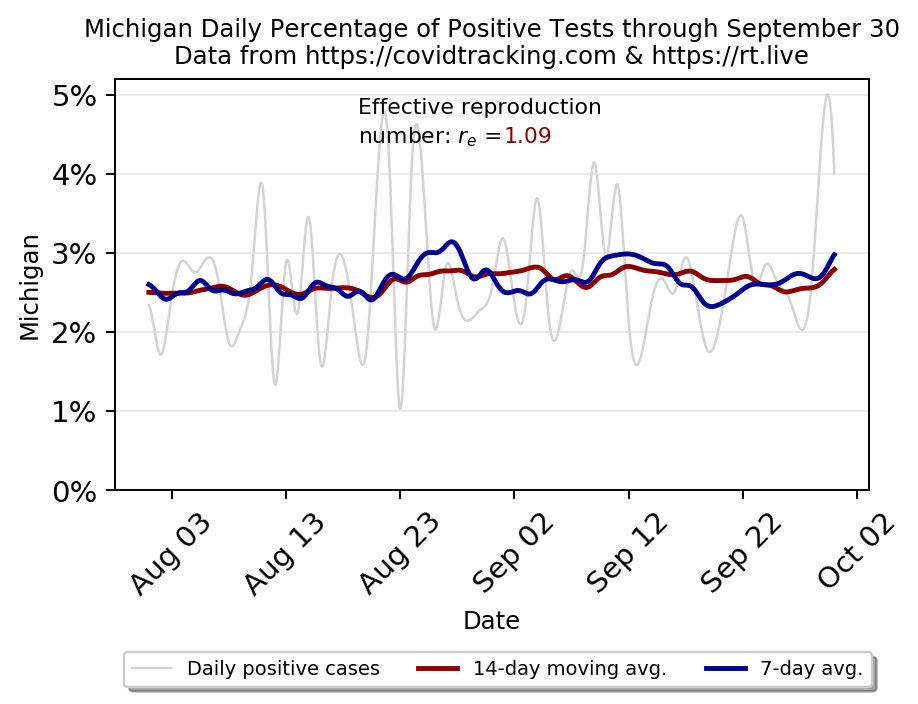 Michigan Daily Percentage of Positive Tests through September 30
Data from https://covidtracking.com & https://rt.live
Effective reproduction
number: rₑ =1.09
5%
4%
3%
2%
1%
0%
Michigan
Aug 03
Aug 13
Aug 23
Sep 02
Sep 12
Sep 22
Oct 02
Date
Daily positive cases
14-day moving avg.
7-day avg.